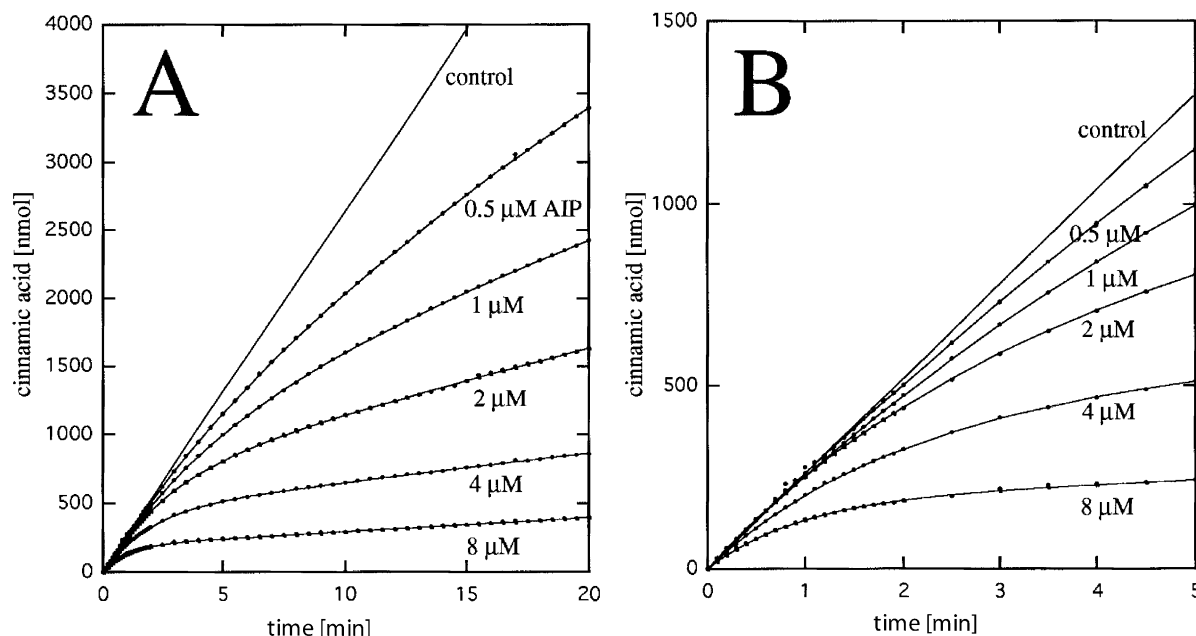 A
4000
3500
3000
2500
2000
1500
1000
500
0
cinnamic acid [nmol]
control
0.5 µM AIP
1 µM
2 µM
4 µM
8 µM
0 5 10 15 20
time [min]
B
1500
1000
500
0
cinnamic acid [nmol]
control
0.5 µM
1 µM
2 µM
4 µM
8 µM
0 1 2 3 4 5
time [min]